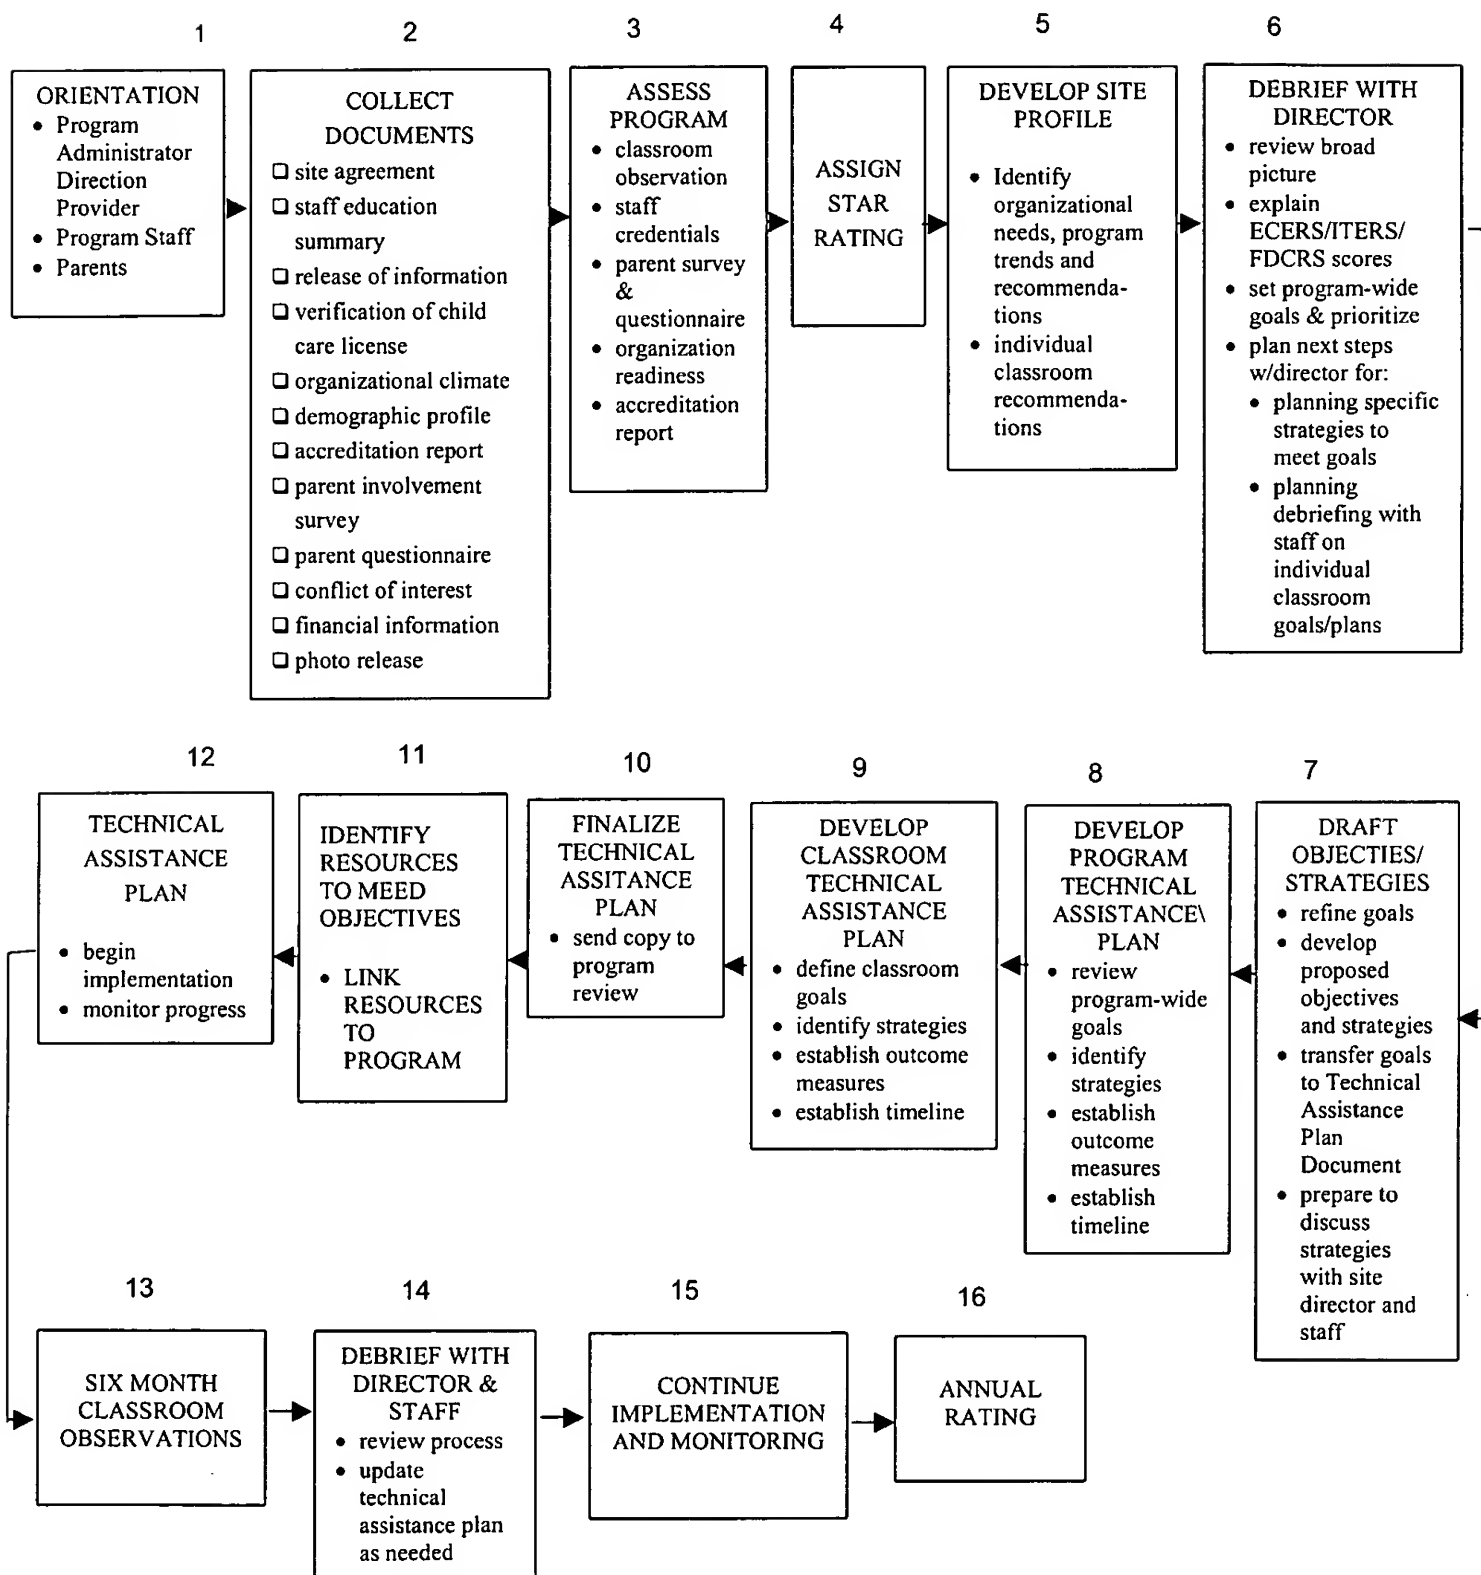 1
ORIENTATION
• Program
Administrator
Direction
Provider
• Program Staff
• Parents
2
COLLECT
DOCUMENTS
❑ site agreement
❑ staff education
summary
❑ release of information
❑ verification of child
care license
❑ organizational climate
❑ demographic profile
❑ accreditation report
❑ parent involvement
survey
❑ parent questionnaire
❑ conflict of interest
❑ financial information
❑ photo release
3
ASSESS
PROGRAM
• classroom
observation
• staff
credentials
• parent survey
&
questionnaire
• organization
readiness
• accreditation
report
4
ASSIGN
STAR
RATING
5
DEVELOP SITE
PROFILE
• Identify
organizational
needs, program
trends and
recommenda-
tions
• individual
classroom
recommenda-
tions
6
DEBRIEF WITH
DIRECTOR
• review broad
picture
• explain
ECERS/ITERS/
FDCRS scores
• set program-wide
goals & prioritize
• plan next steps
w/director for:
• planning specific
strategies to
meet goals
• planning
debriefing with
staff on
individual
classroom
goals/plans
7
DRAFT
OBJECTIES/
STRATEGIES
• refine goals
• develop
proposed
objectives
and strategies
• transfer goals
to Technical
Assistance
Plan
Document
• prepare to
discuss
strategies
with site
director and
staff
8
DEVELOP
PROGRAM
TECHNICAL
ASSISTANCE\
PLAN
• review
program-wide
goals
• identify
strategies
• establish
outcome
measures
• establish
timeline
9
DEVELOP
CLASSROOM
TECHNICAL
ASSISTANCE
PLAN
• define classroom
goals
• identify strategies
• establish outcome
measures
• establish timeline
10
FINALIZE
TECHNICAL
ASSITANCE
PLAN
• send copy to
program
review
11
IDENTIFY
RESOURCES
TO MEED
OBJECTIVES
• LINK
RESOURCES
TO
PROGRAM
12
TECHNICAL
ASSISTANCE
PLAN
• begin
implementation
• monitor progress
13
SIX MONTH
CLASSROOM
OBSERVATIONS
14
DEBRIEF WITH
DIRECTOR &
STAFF
• review process
• update
technical
assistance plan
as needed
15
CONTINUE
IMPLEMENTATION
AND MONITORING
16
ANNUAL
RATING